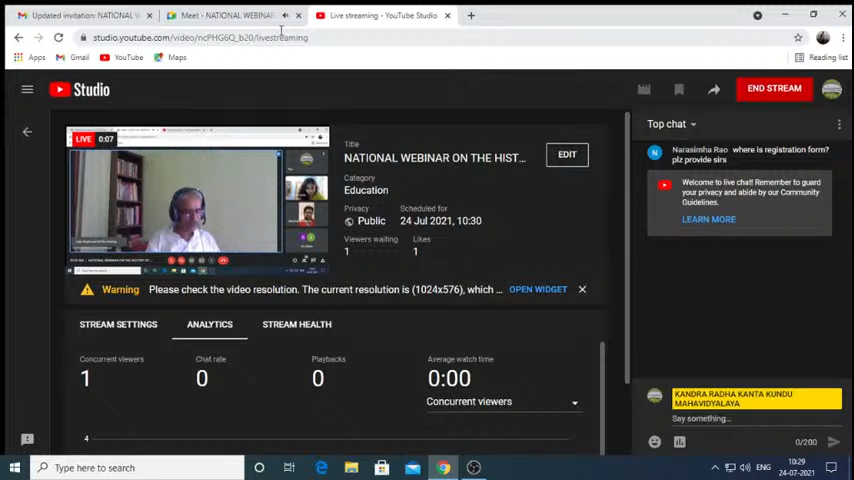 Updated invitation: NATIONAL V
Meet - NATIONAL WEBINAR
Live streaming - YouTube Studio
studio.youtube.com/video/ncPHG6Q_b20/livestreaming
Apps
Gmail
YouTube
Maps
Reading list
Studio
END STREAM
LIVE 0:07
Title
NATIONAL WEBINAR ON THE HIST...
EDIT
Category
Education
Privacy
Scheduled for
Public
24 Jul 2021, 10:30
Viewers waiting
Likes
1
1
Warning Please check the video resolution. The current resolution is (1024x576), which ...
OPEN WIDGET
STREAM SETTINGS
ANALYTICS
STREAM HEALTH
Concurrent viewers
Chat rate
Playbacks
Average watch time
1
0
0
0:00
Concurrent viewers
4
Top chat
N
Narasimha Rao where is registration form?
plz provide sirs
Welcome to live chat! Remember to guard
your privacy and abide by our Community
Guidelines.
LEARN MORE
KANDRA RADHA KANTA KUNDU
MAHAVIDYALAYA
Say something...
0/200
Type here to search
ENG
10:29
24-07-2021